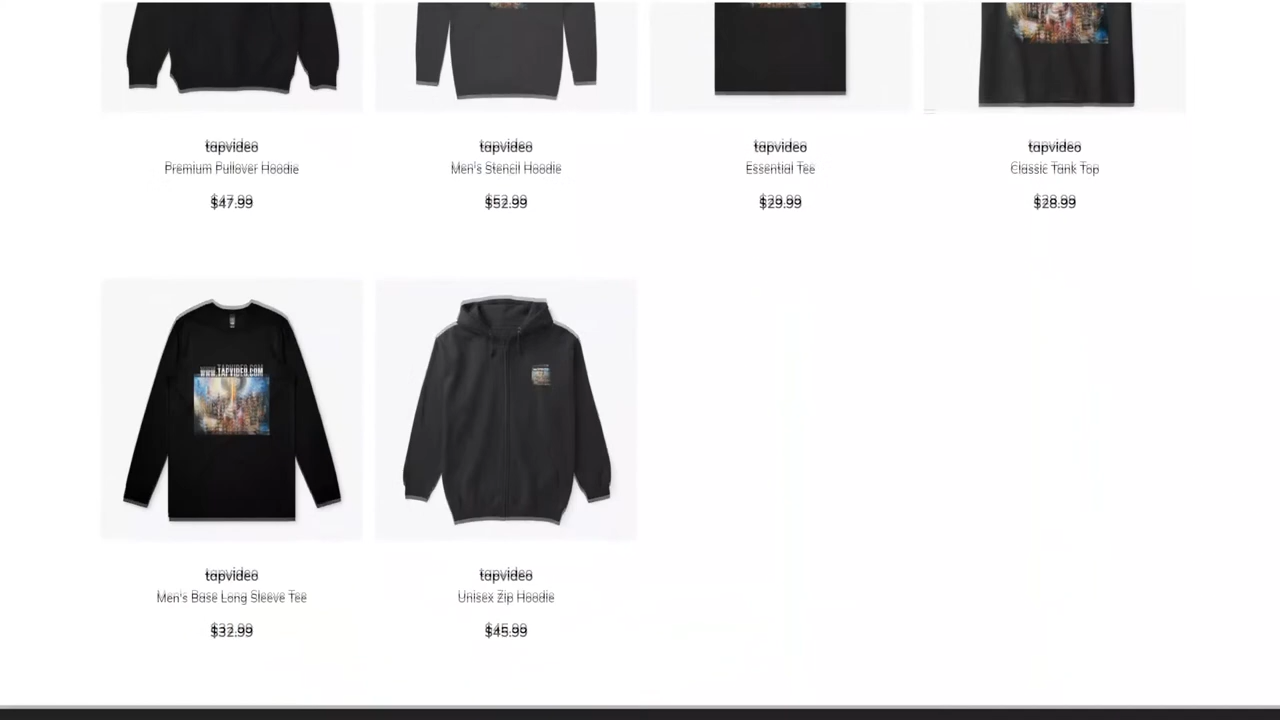 tapvideo
Premium Pullover Hoodie
$47.99
tapvideo
Men's Stencil Hoodie
$52.99
tapvideo
Essential Tee
$29.99
tapvideo
Classic Tank Top
$28.99
WWW.TAPVIDEO.COM
tapvideo
Men's Base Long Sleeve Tee
$32.99
tapvideo
Unisex Zip Hoodie
$45.99